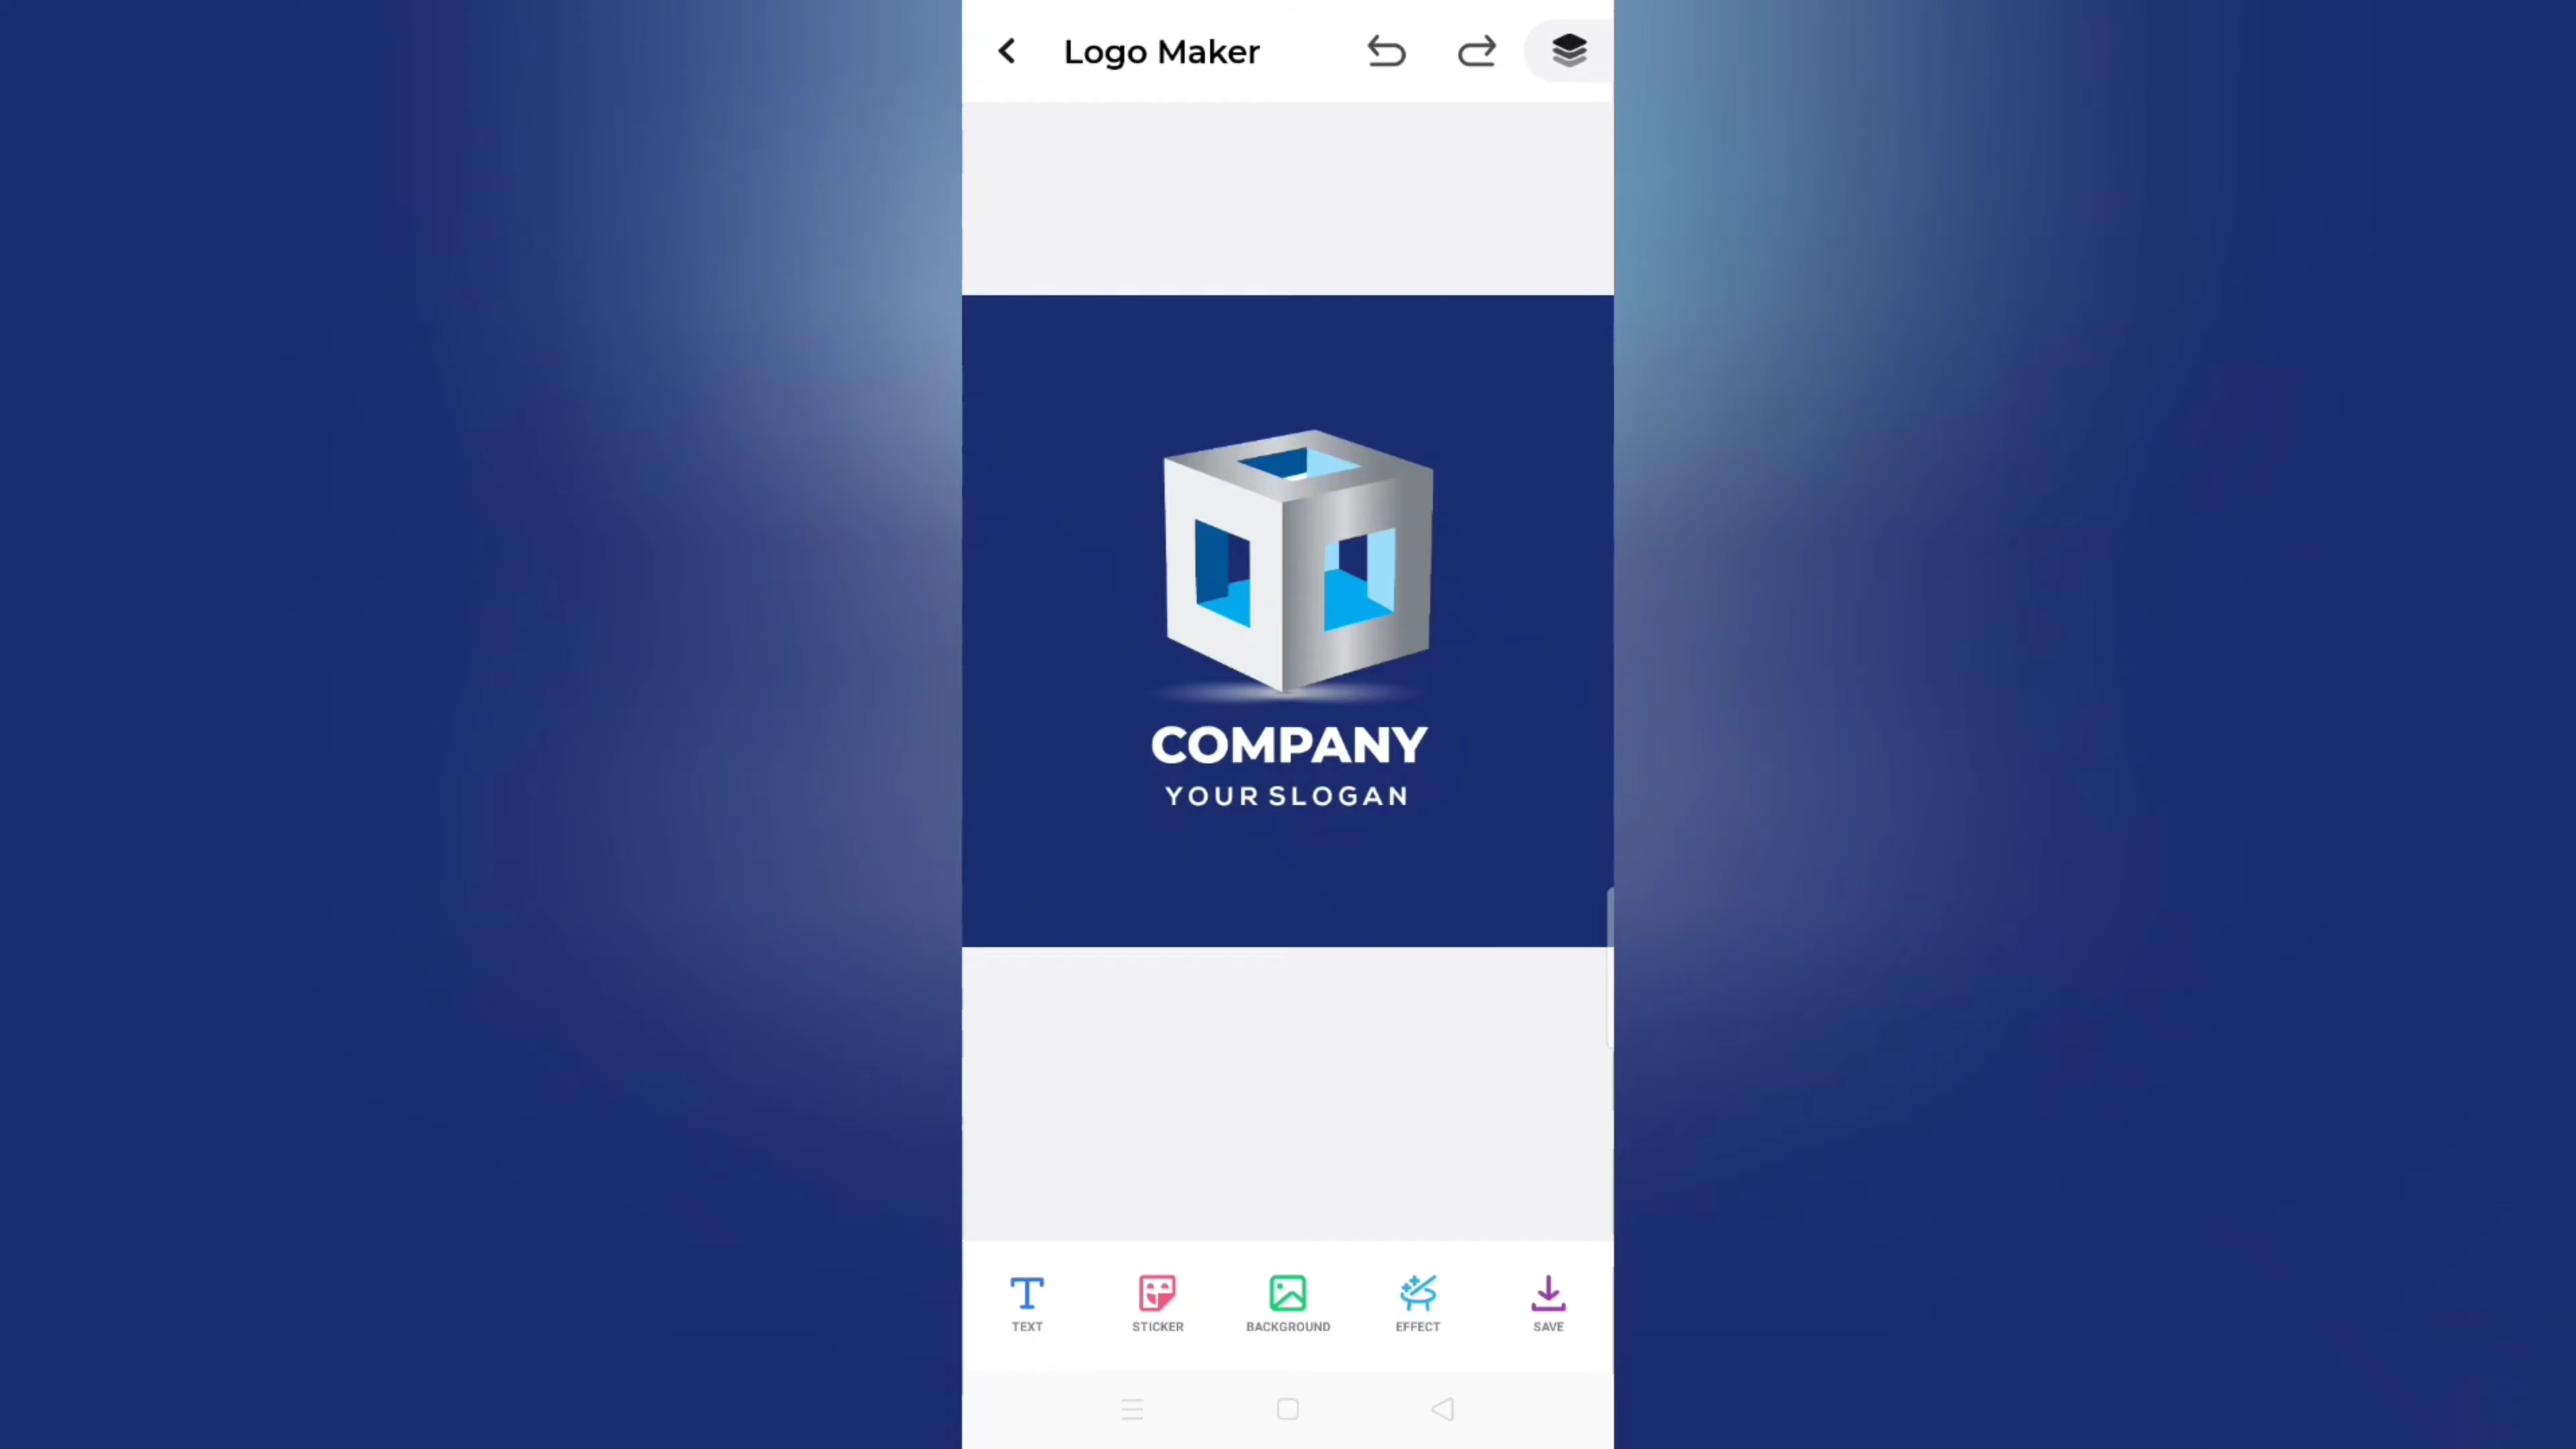 Logo Maker
COMPANY
YOUR SLOGAN
TEXT
STICKER
BACKGROUND
EFFECT
SAVE